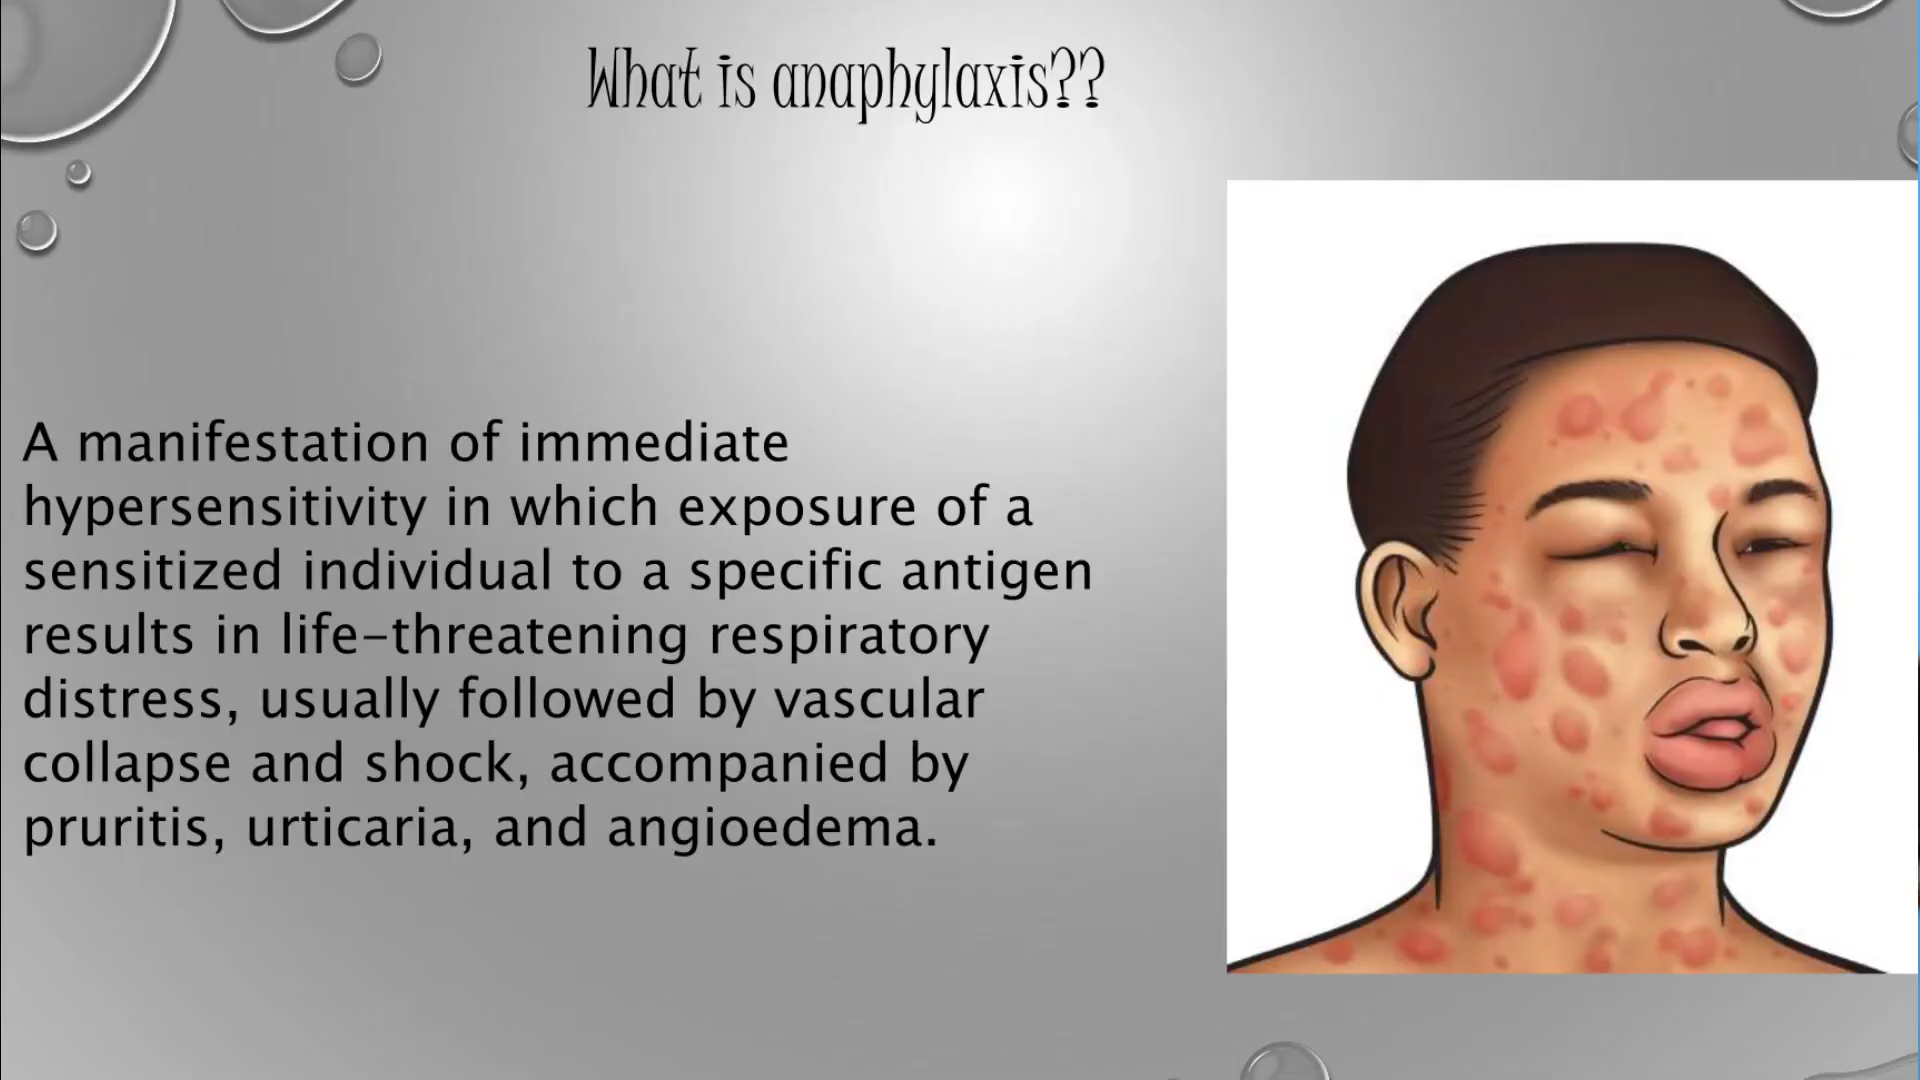 What is anaphylaxis??
A manifestation of immediate
hypersensitivity in which exposure of a
sensitized individual to a specific antigen
results in life-threatening respiratory
distress, usually followed by vascular
collapse and shock, accompanied by
pruritis, urticaria, and angioedema.